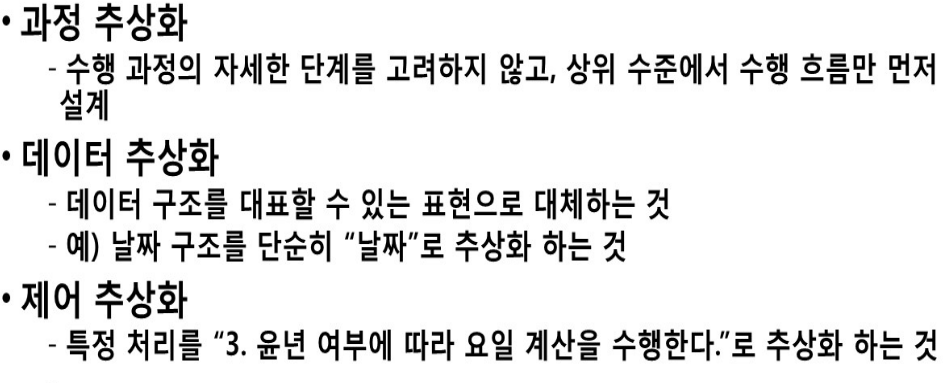 • 과정 추상화
- 수행 과정의 자세한 단계를 고려하지 않고, 상위 수준에서 수행 흐름만 먼저
설계
• 데이터 추상화
- 데이터 구조를 대표할 수 있는 표현으로 대체하는 것
- 예) 날짜 구조를 단순히 “날짜”로 추상화 하는 것
• 제어 추상화
- 특정 처리를 “3. 윤년 여부에 따라 요일 계산을 수행한다.”로 추상화 하는 것